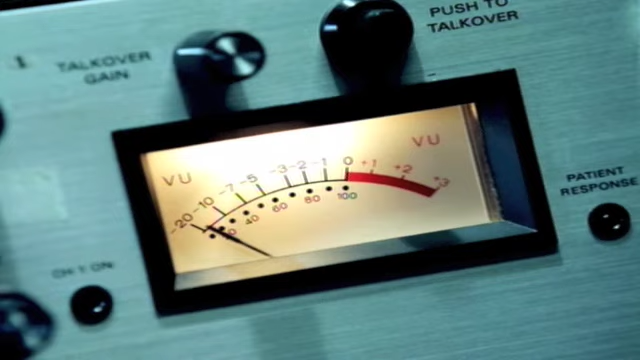 PUSH TO
TALKOVER
TALKOVER
GAIN
VU
VU
-20 -10 -7 -5 -3 -2 -1 0 +1 +2 +3
40 60 80 100
PATIENT
RESPONSE
CH 1 ON